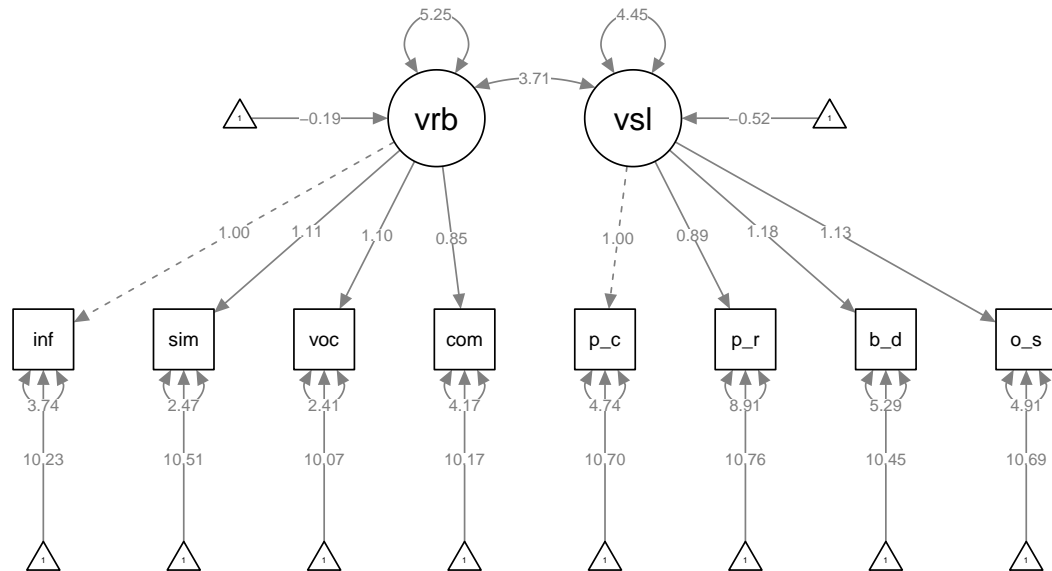 5.25 4.45
3.71
1 −0.19 vrb vsl −0.52 1
1.00 1.11 1.10 0.85 1.00 0.89 1.18 1.13
inf sim voc com p_c p_r b_d o_s
3.74 2.47 2.41 4.17 4.74 8.91 5.29 4.91
10.23 10.51 10.07 10.17 10.70 10.76 10.45 10.69
1 1 1 1 1 1 1 1